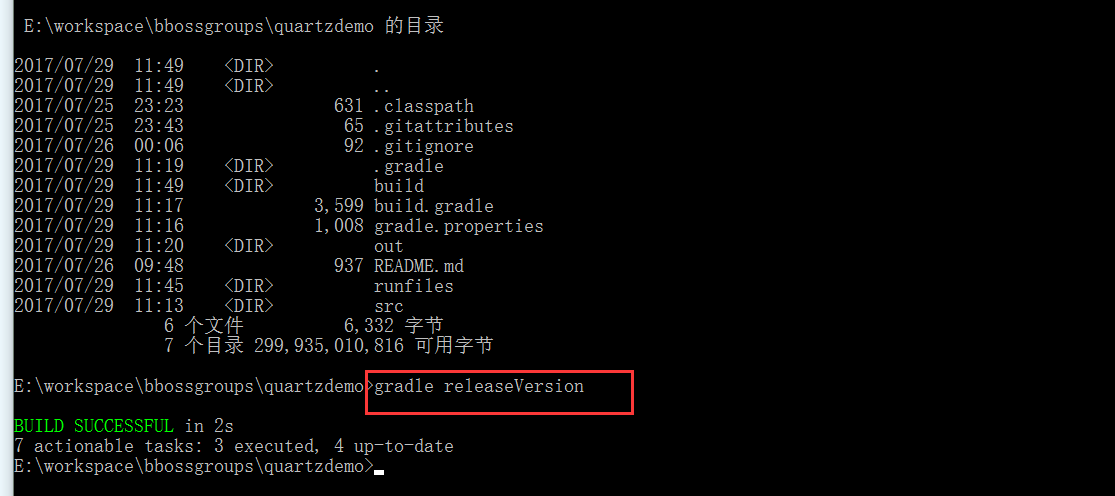 E:\workspace\bbossgroups\quartzdemo 的目录
2017/07/29  11:49    <DIR>          .
2017/07/29  11:49    <DIR>          ..
2017/07/25  23:23               631 .classpath
2017/07/25  23:43                65 .gitattributes
2017/07/26  00:06                92 .gitignore
2017/07/29  11:19    <DIR>          .gradle
2017/07/29  11:49    <DIR>          build
2017/07/29  11:17             3,599 build.gradle
2017/07/29  11:16             1,008 gradle.properties
2017/07/29  11:20    <DIR>          out
2017/07/26  09:48               937 README.md
2017/07/29  11:45    <DIR>          runfiles
2017/07/29  11:13    <DIR>          src
6 个文件          6,332 字节
7 个目录 299,935,010,816 可用字节
E:\workspace\bbossgroups\quartzdemo>gradle releaseVersion
BUILD SUCCESSFUL in 2s
7 actionable tasks: 3 executed, 4 up-to-date
E:\workspace\bbossgroups\quartzdemo>